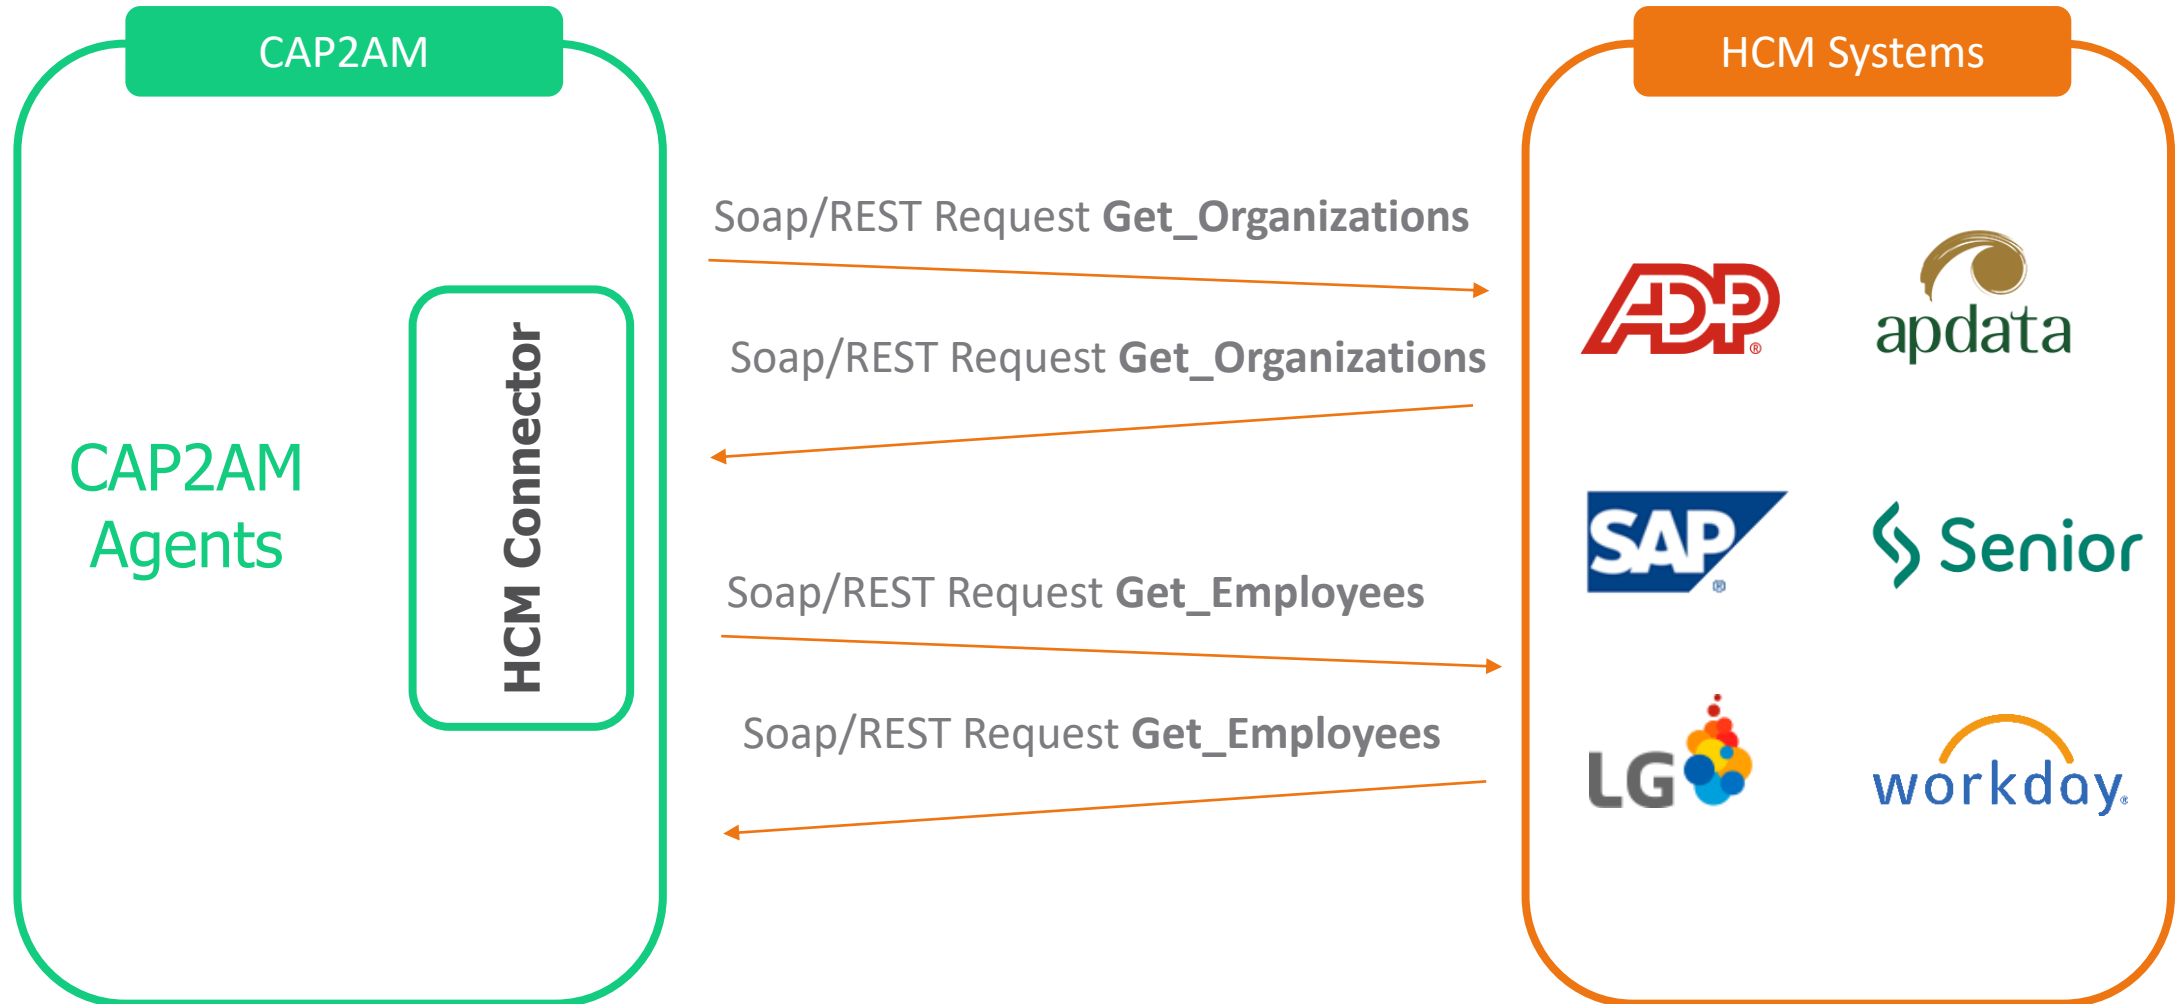 CAP2AM
HCM Systems
Soap/REST Request Get_Organizations
Soap/REST Request Get_Organizations
CAP2AM
Agents
HCM Connector
Soap/REST Request Get_Employees
Soap/REST Request Get_Employees
ADP®
apdata
SAP®
Senior
LG
workday®